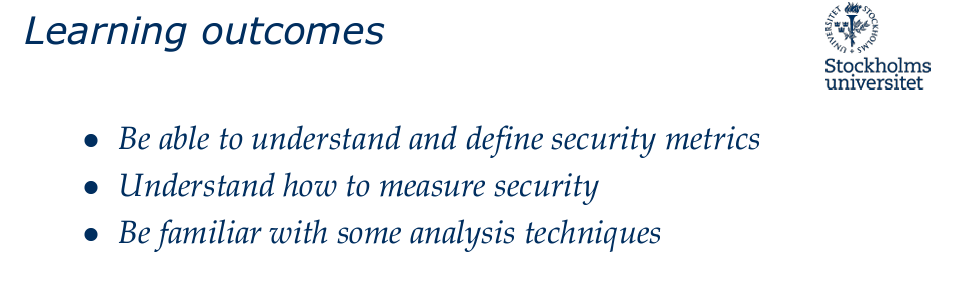 Learning outcomes
STOCKHOLMS UNIVERSITET
Stockholms
universitet
• Be able to understand and define security metrics
• Understand how to measure security
• Be familiar with some analysis techniques